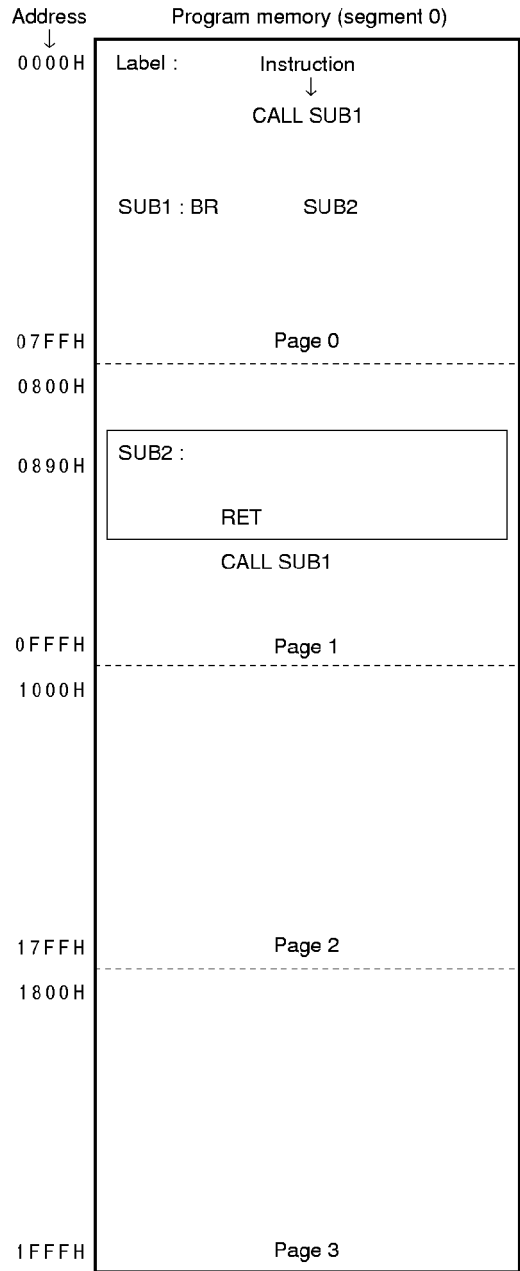 Address Program memory (segment 0)
↓
0000H Label : Instruction
↓
CALL SUB1
SUB1 : BR SUB2
07FFH Page 0
0800H
0890H SUB2 :
RET
CALL SUB1
0FFFH Page 1
1000H
17FFH Page 2
1800H
1FFFH Page 3